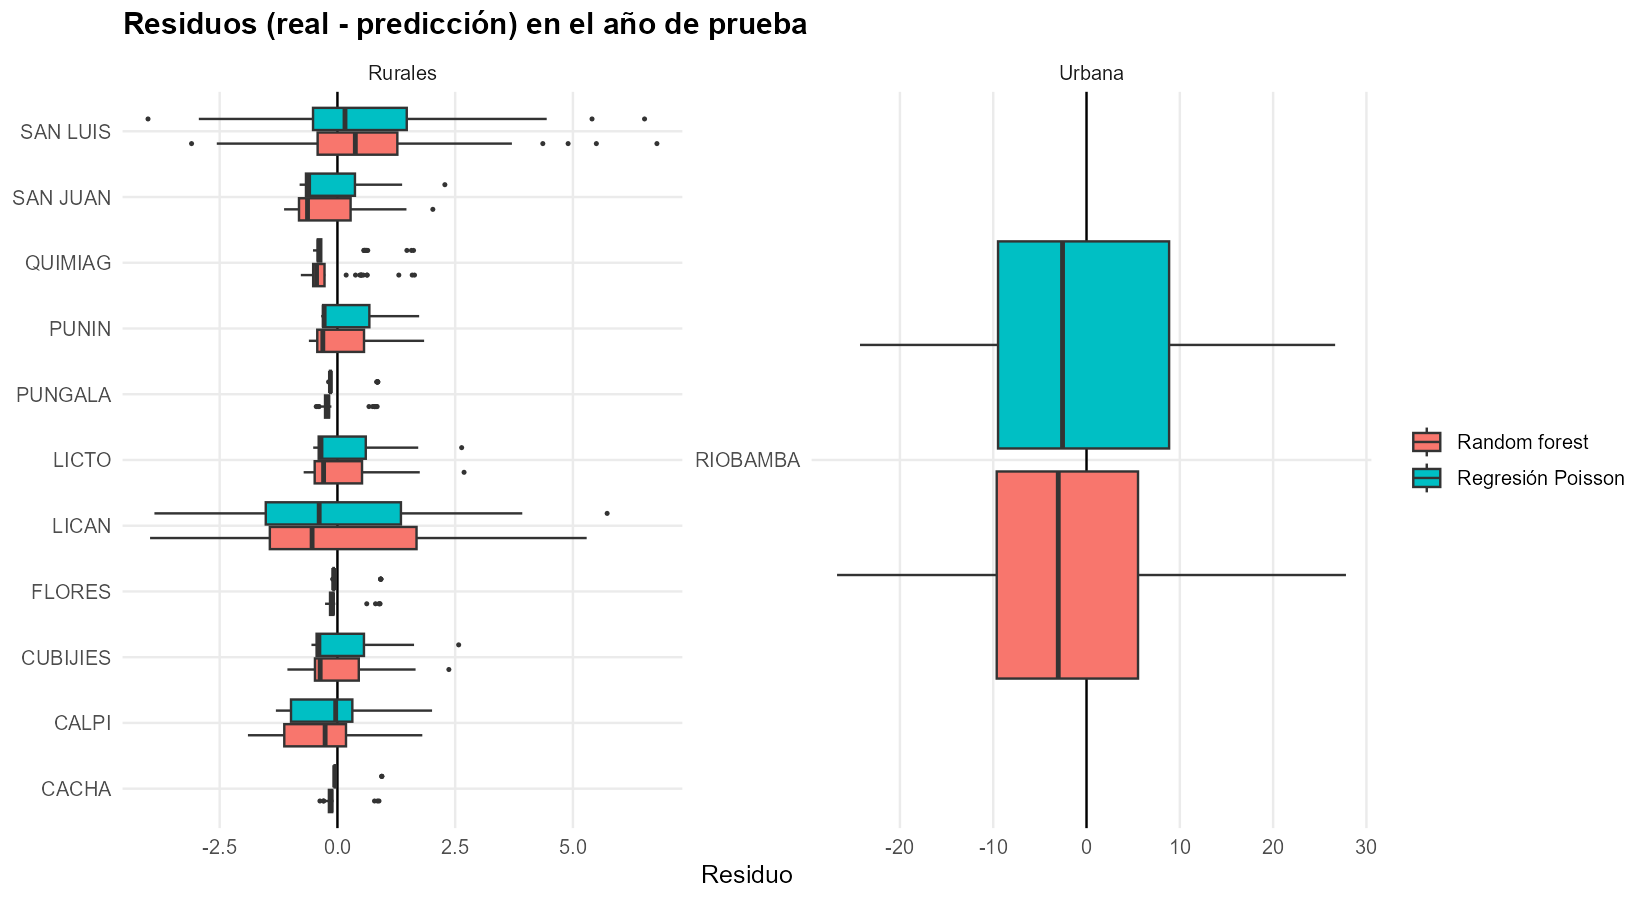 Residuos (real - predicción) en el año de prueba
Rurales
Urbana
SAN LUIS
SAN JUAN
QUIMIAG
PUNIN
PUNGALA
LICTO
LICAN
FLORES
CUBIJIES
CALPI
CACHA
RIOBAMBA
-2.5 0.0 2.5 5.0
-20 -10 0 10 20 30
Residuo
Random forest
Regresión Poisson